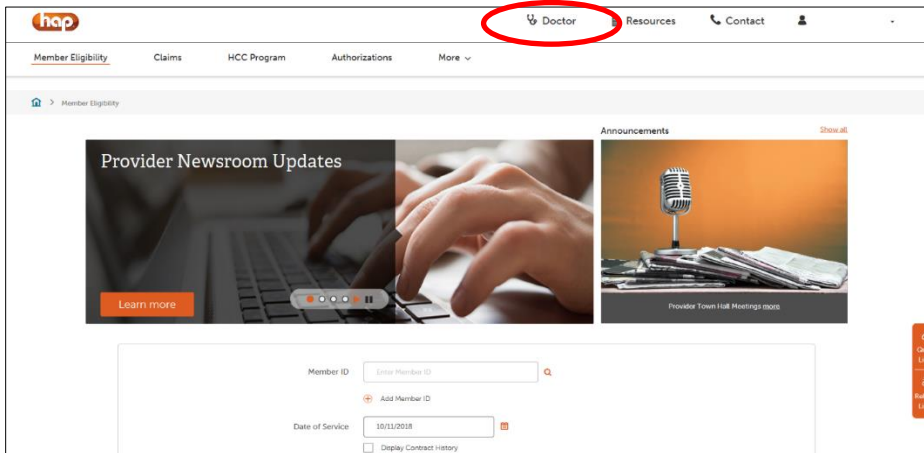 hap
Doctor Resources Contact
Member Eligibility Claims HCC Program Authorizations More
Member Eligibility
Announcements Show all
Provider Newsroom Updates
Learn more
Provider Town Hall Meetings more
Member ID Enter Member ID
Add Member ID
Date of Service 10/11/2018
Display Contract History